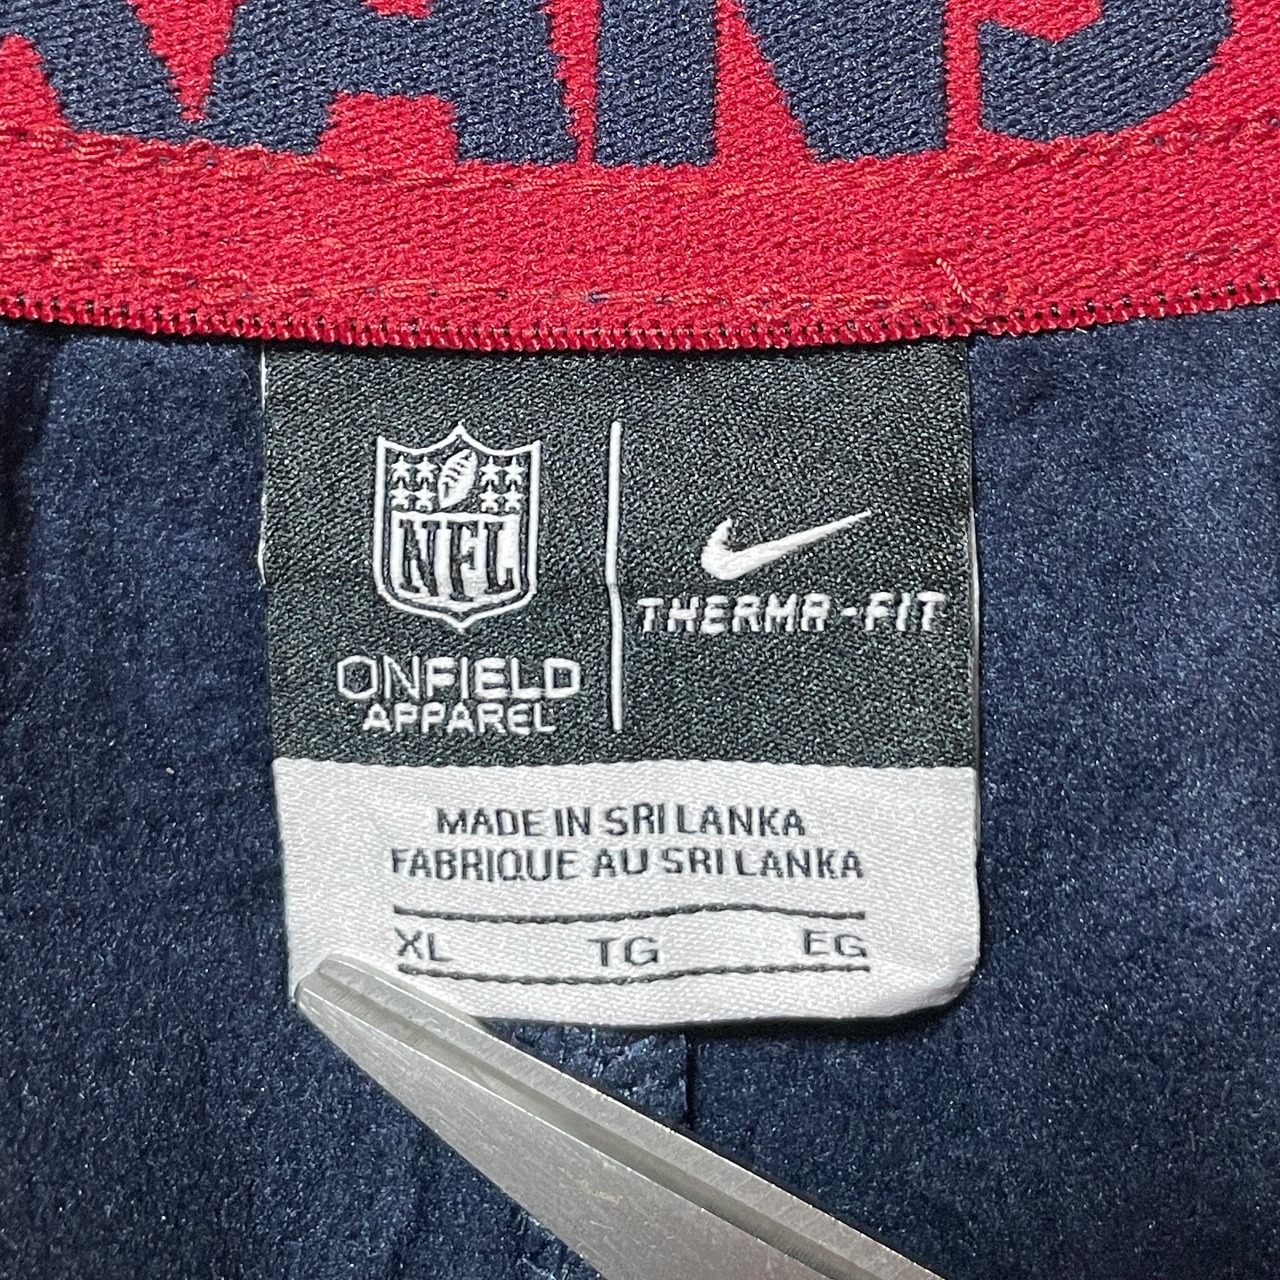 NFL
ONFIELD
APPAREL
THERMA-FIT
MADE IN SRI LANKA
FABRIQUE AU SRI LANKA
XL TG EG